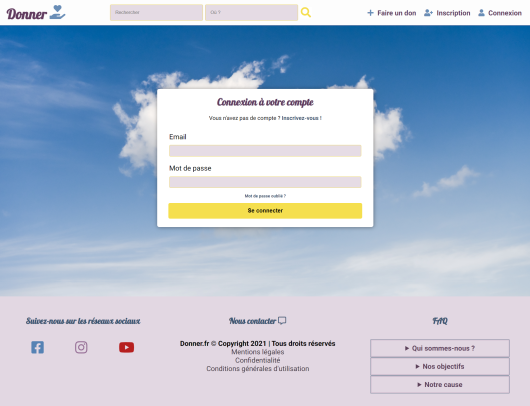 Donner
Rechercher
Où ?
Faire un don
Inscription
Connexion
Connexion à votre compte
Vous n'avez pas de compte ? Inscrivez-vous !
Email
Mot de passe
Mot de passe oublié ?
Se connecter
Suivez-nous sur les réseaux sociaux
Nous contacter
FAQ
Donner.fr © Copyright 2021 | Tous droits réservés
Mentions légales
Confidentialité
Conditions générales d'utilisation
Qui sommes-nous ?
Nos objectifs
Notre cause